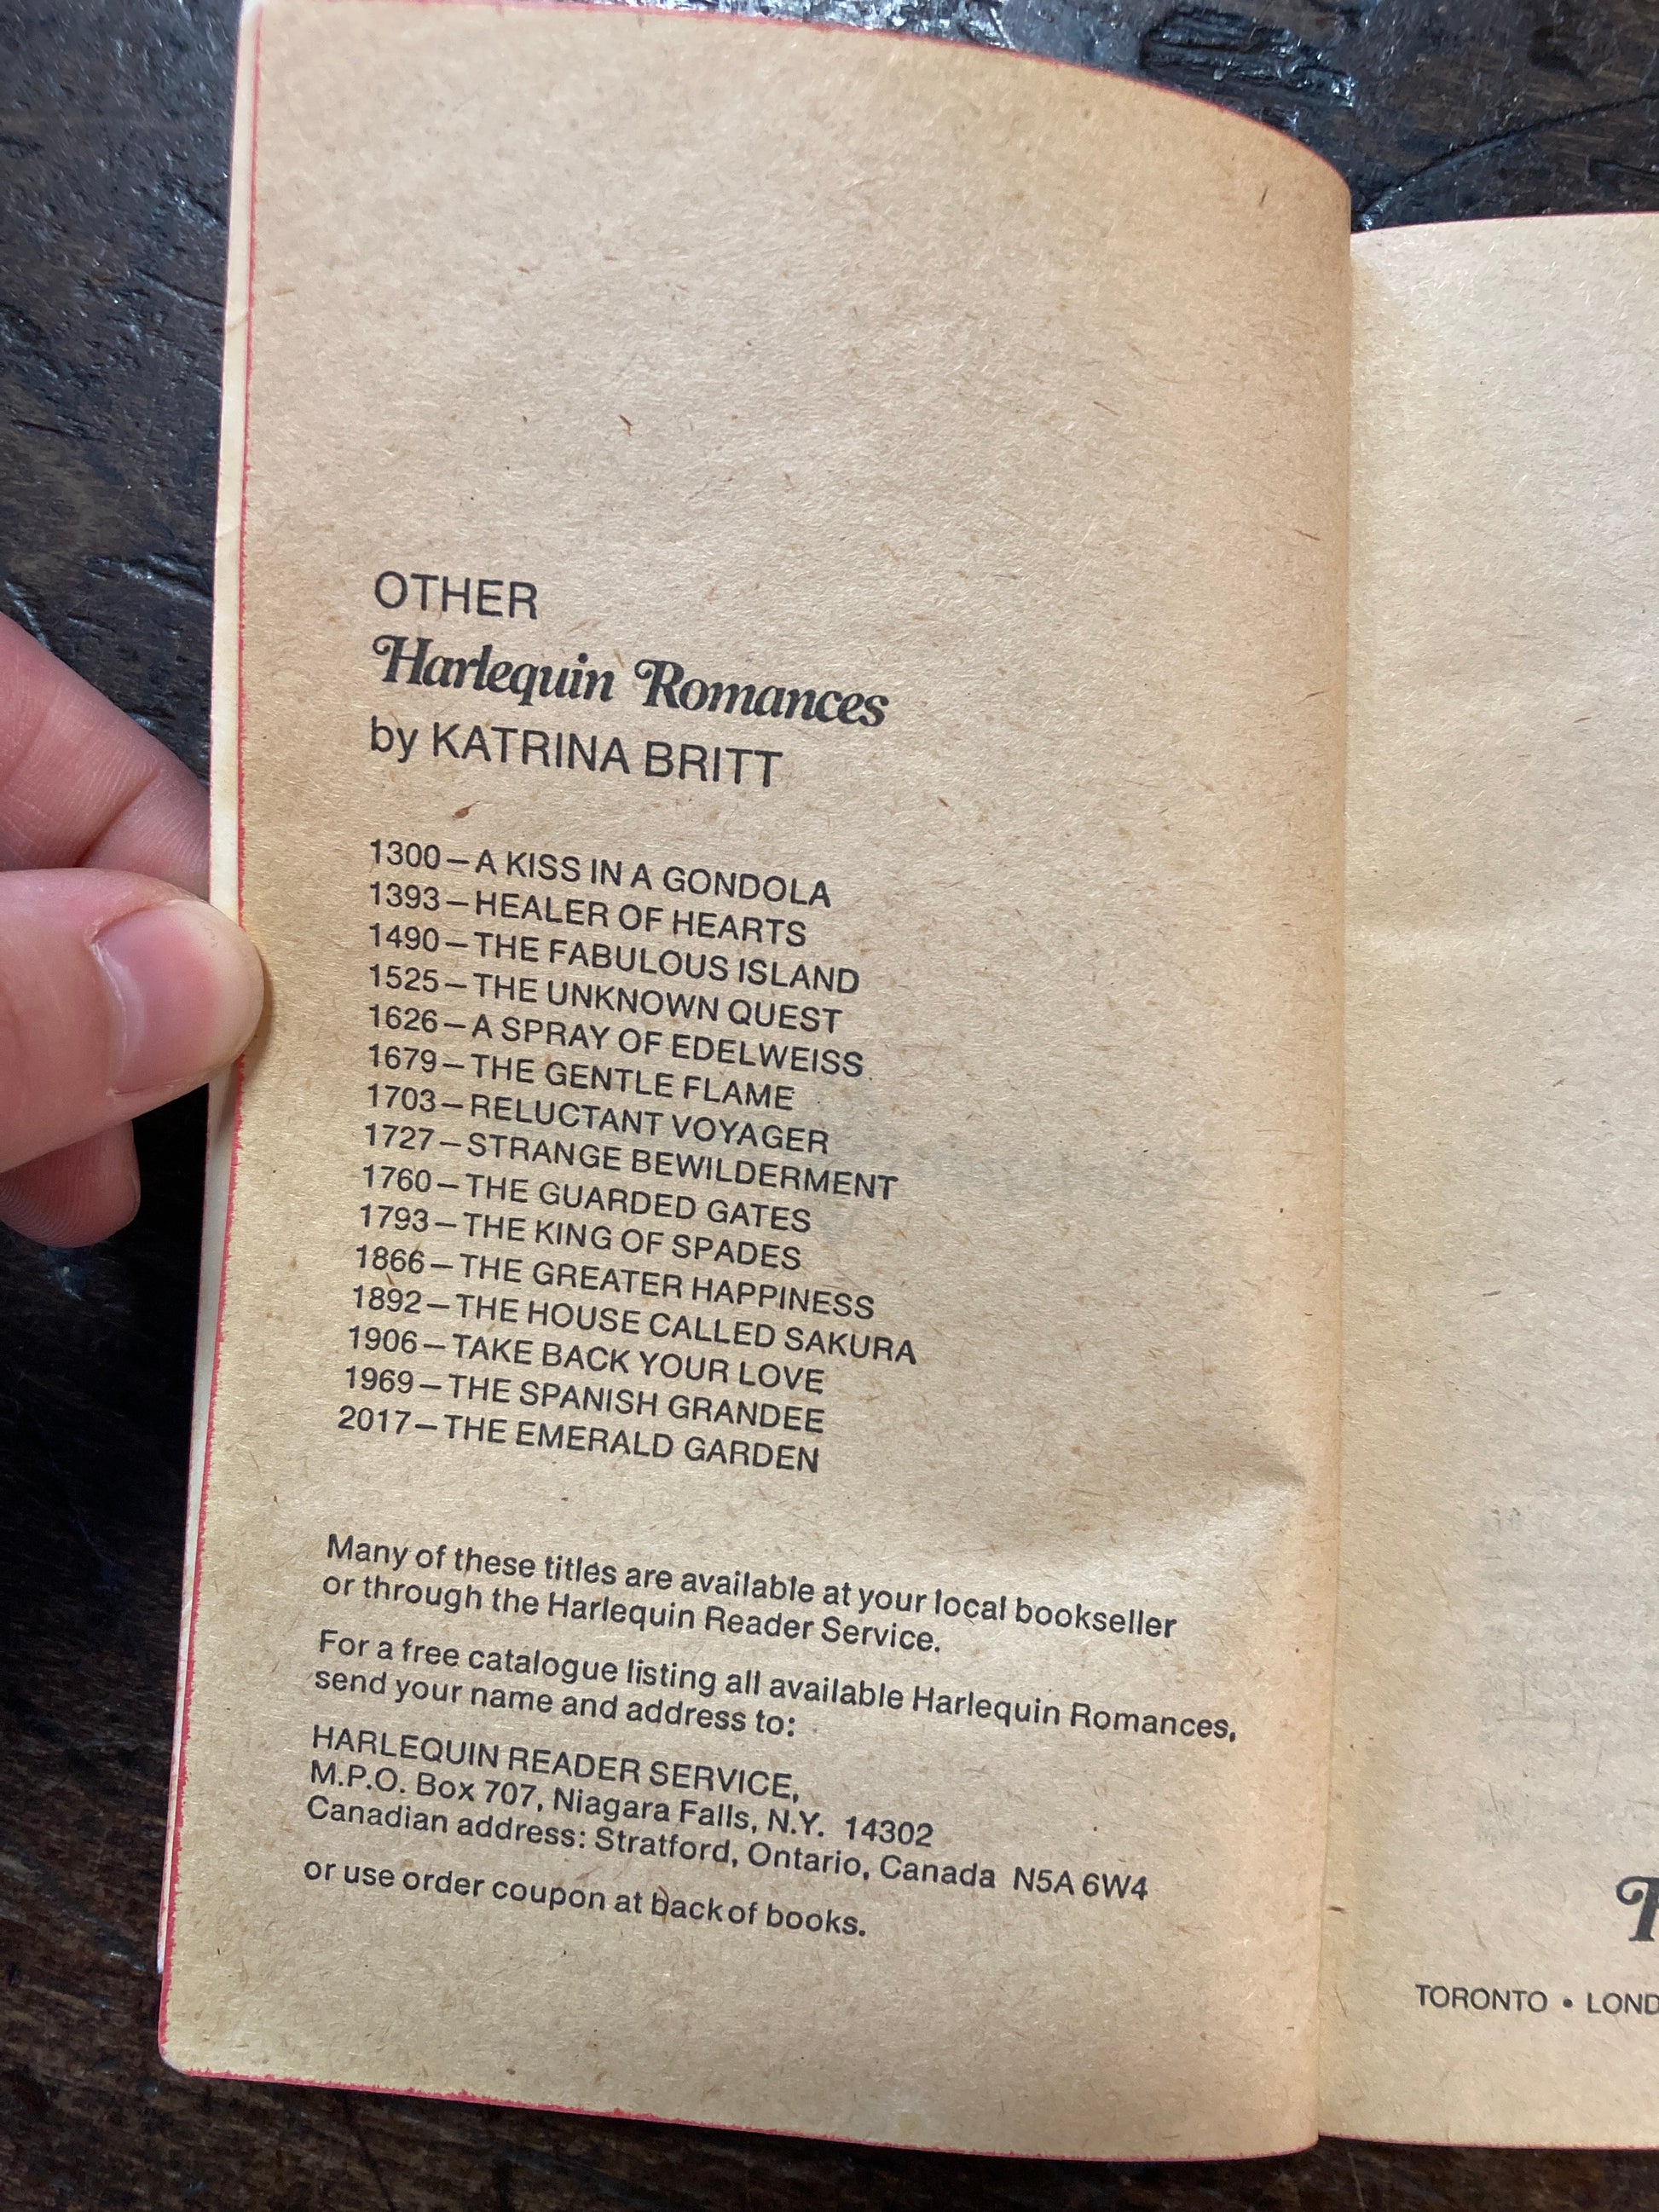 OTHER
Harlequin Romances
by KATRINA BRITT
1300–A KISS IN A GONDOLA
1393–HEALER OF HEARTS
1490–THE FABULOUS ISLAND
1525–THE UNKNOWN QUEST
1626–A SPRAY OF EDELWEISS
1679–THE GENTLE FLAME
1703–RELUCTANT VOYAGER
1727–STRANGE BEWILDERMENT
1760–THE GUARDED GATES
1793–THE KING OF SPADES
1866–THE GREATER HAPPINESS
1892–THE HOUSE CALLED SAKURA
1906–TAKE BACK YOUR LOVE
1969–THE SPANISH GRANDEE
2017–THE EMERALD GARDEN
Many of these titles are available at your local bookseller
or through the Harlequin Reader Service.
For a free catalogue listing all available Harlequin Romances,
send your name and address to:
HARLEQUIN READER SERVICE,
M.P.O. Box 707, Niagara Falls, N.Y. 14302
Canadian address: Stratford, Ontario, Canada N5A 6W4
or use order coupon at back of books.
TORONTO • LOND